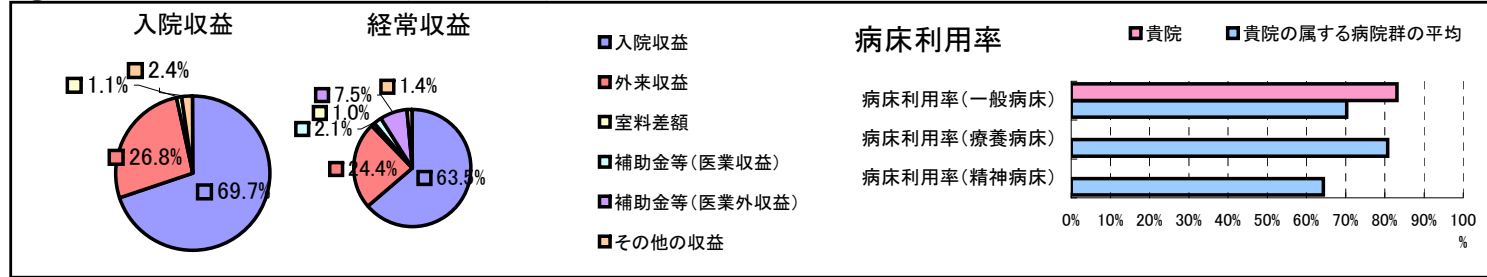 入院収益
1.1%
2.4%
26.8%
69.7%
経常収益
7.5%
1.4%
1.0%
2.1%
24.4%
63.5%
入院収益
外来収益
室料差額
補助金等(医業収益)
補助金等(医業外収益)
その他の収益
病床利用率
貴院
貴院の属する病院群の平均
病床利用率(一般病床)
病床利用率(療養病床)
病床利用率(精神病床)
0% 10% 20% 30% 40% 50% 60% 70% 80% 90% 100
%